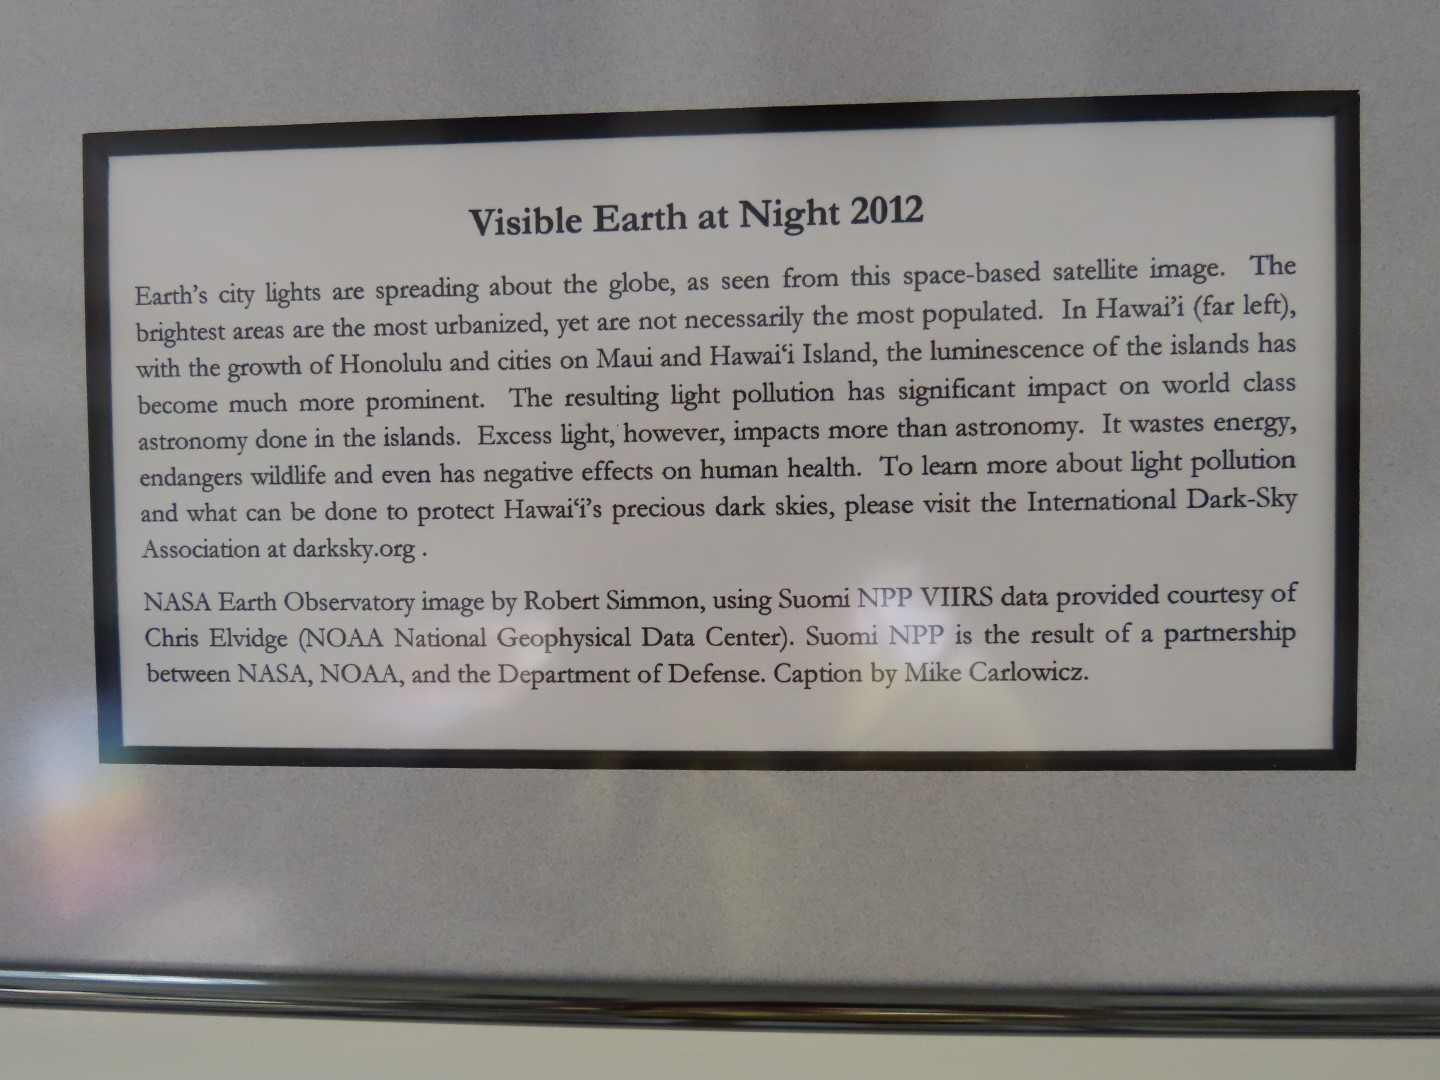 Visible Earth at Night 2012
Earth's city lights are spreading about the globe, as seen from this space-based satellite image. The
brightest areas are the most urbanized, yet are not necessarily the most populated. In Hawai’i (far left),
with the growth of Honolulu and cities on Maui and Hawai‘i Island, the luminescence of the islands has
become much more prominent. The resulting light pollution has significant impact on world class
astronomy done in the islands. Excess light, however, impacts more than astronomy. It wastes energy,
endangers wildlife and even has negative effects on human health. To learn more about light pollution
and what can be done to protect Hawai‘i’s precious dark skies, please visit the International Dark-Sky
Association at darksky.org .
NASA Earth Observatory image by Robert Simmon, using Suomi NPP VIIRS data provided courtesy of
Chris Elvidge (NOAA National Geophysical Data Center). Suomi NPP is the result of a partnership
between NASA, NOAA, and the Department of Defense. Caption by Mike Carlowicz.